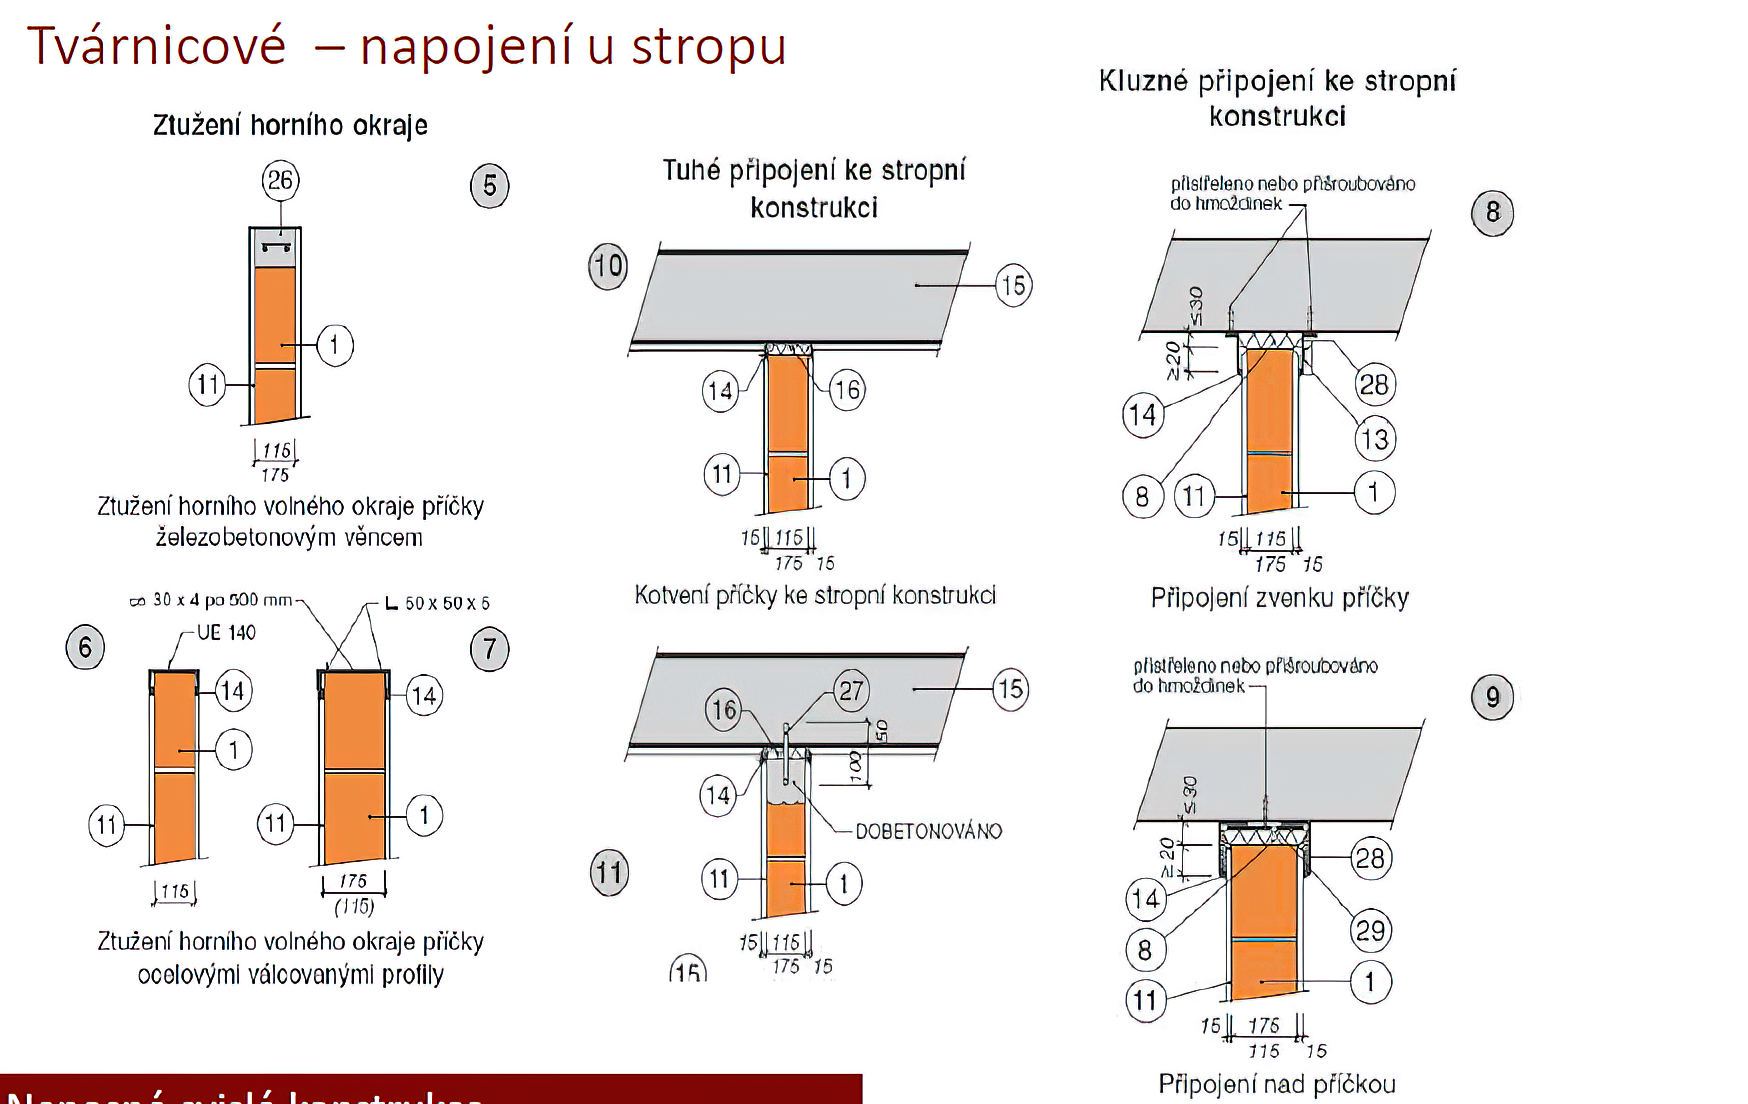 Tvárnicové – napojení u stropu
Ztužení horního okraje
26
5
1
11
115
175
Ztužení horního volného okraje příčky
železobetonovým věncem
30 x 4 po 500 mm
L 50 x 50 x 5
UE 140
6
7
14
14
1
11
11
1
115
175
(115)
Ztužení horního volného okraje příčky
ocelovými válcovanými profily
Tuhé připojení ke stropní
konstrukci
10
15
14
16
11
1
15 115
175 15
Kotvení příčky ke stropní konstrukci
27
16
15
50
100
14
DOBETONOVÁNO
11
11
1
15 115
175 15
15
Kluzné připojení ke stropní
konstrukci
přistřeleno nebo přišroubováno
do hmoždinek
8
≤30
≥20
28
14
13
8
11
1
15 115
175 15
Připojení zvenku příčky
přistřeleno nebo přišroubováno
do hmoždinek
9
≤30
≥20
28
14
29
8
1
11
15 175
115 15
Připojení nad příčkou